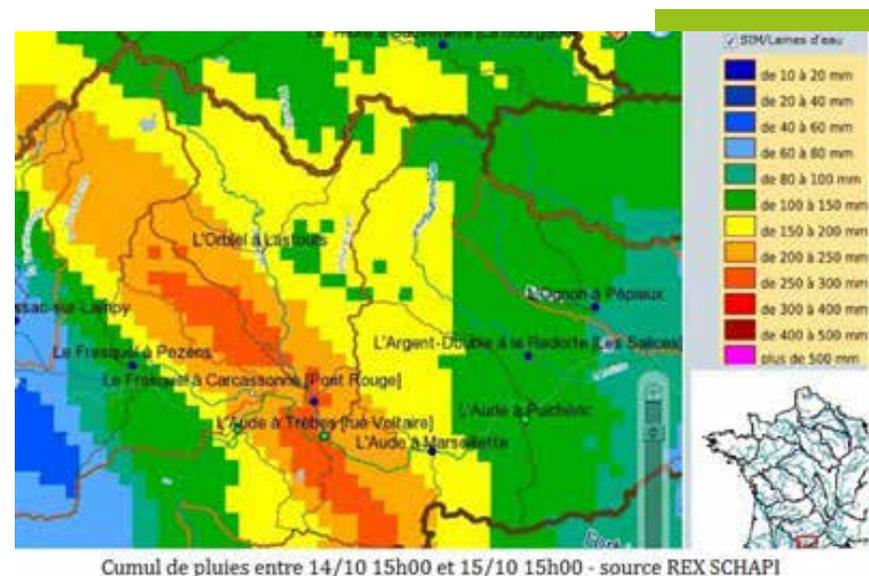 SIM/Lames d'eau
de 10 à 20 mm
de 20 à 40 mm
de 40 à 60 mm
de 60 à 80 mm
de 80 à 100 mm
de 100 à 150 mm
de 150 à 200 mm
de 200 à 250 mm
de 250 à 300 mm
de 300 à 400 mm
de 400 à 500 mm
plus de 500 mm
L'Orbiel à Lastours
L'Ognon à Pépieux
ssac-sur-Lampy
L'Argent-Double à la Redorte [Les Salices]
Le Fresquel à Pezens
Le Fresquel à Carcassonne [Pont Rouge]
L'Aude à Puichéric
L'Aude à Trèbes [rue Voltaire]
L'Aude à Marseillette
Cumul de pluies entre 14/10 15h00 et 15/10 15h00 - source REX SCHAPI